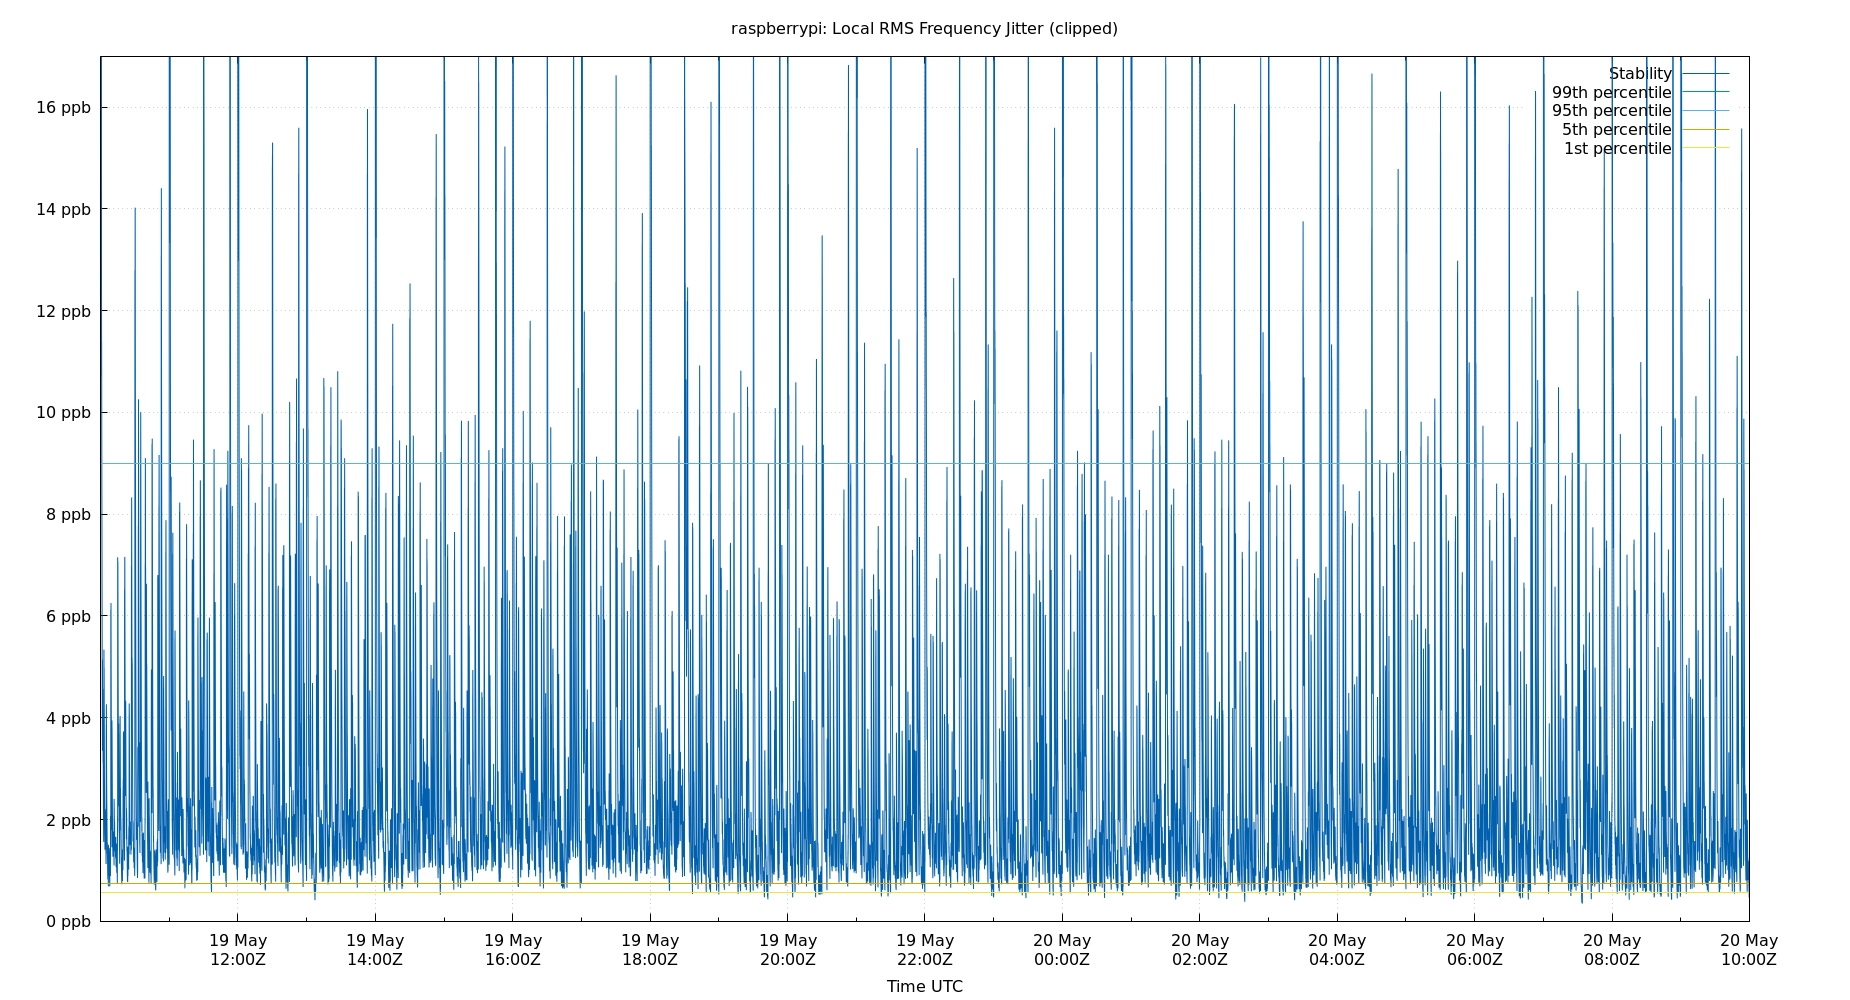 raspberrypi: Local RMS Frequency Jitter (clipped)
Stability
99th percentile
95th percentile
5th percentile
1st percentile
16 ppb
14 ppb
12 ppb
10 ppb
8 ppb
6 ppb
4 ppb
2 ppb
0 ppb
19 May 19 May 19 May 19 May 19 May 19 May 20 May 20 May 20 May 20 May 20 May 20 May
12:00Z 14:00Z 16:00Z 18:00Z 20:00Z 22:00Z 00:00Z 02:00Z 04:00Z 06:00Z 08:00Z 10:00Z
Time UTC